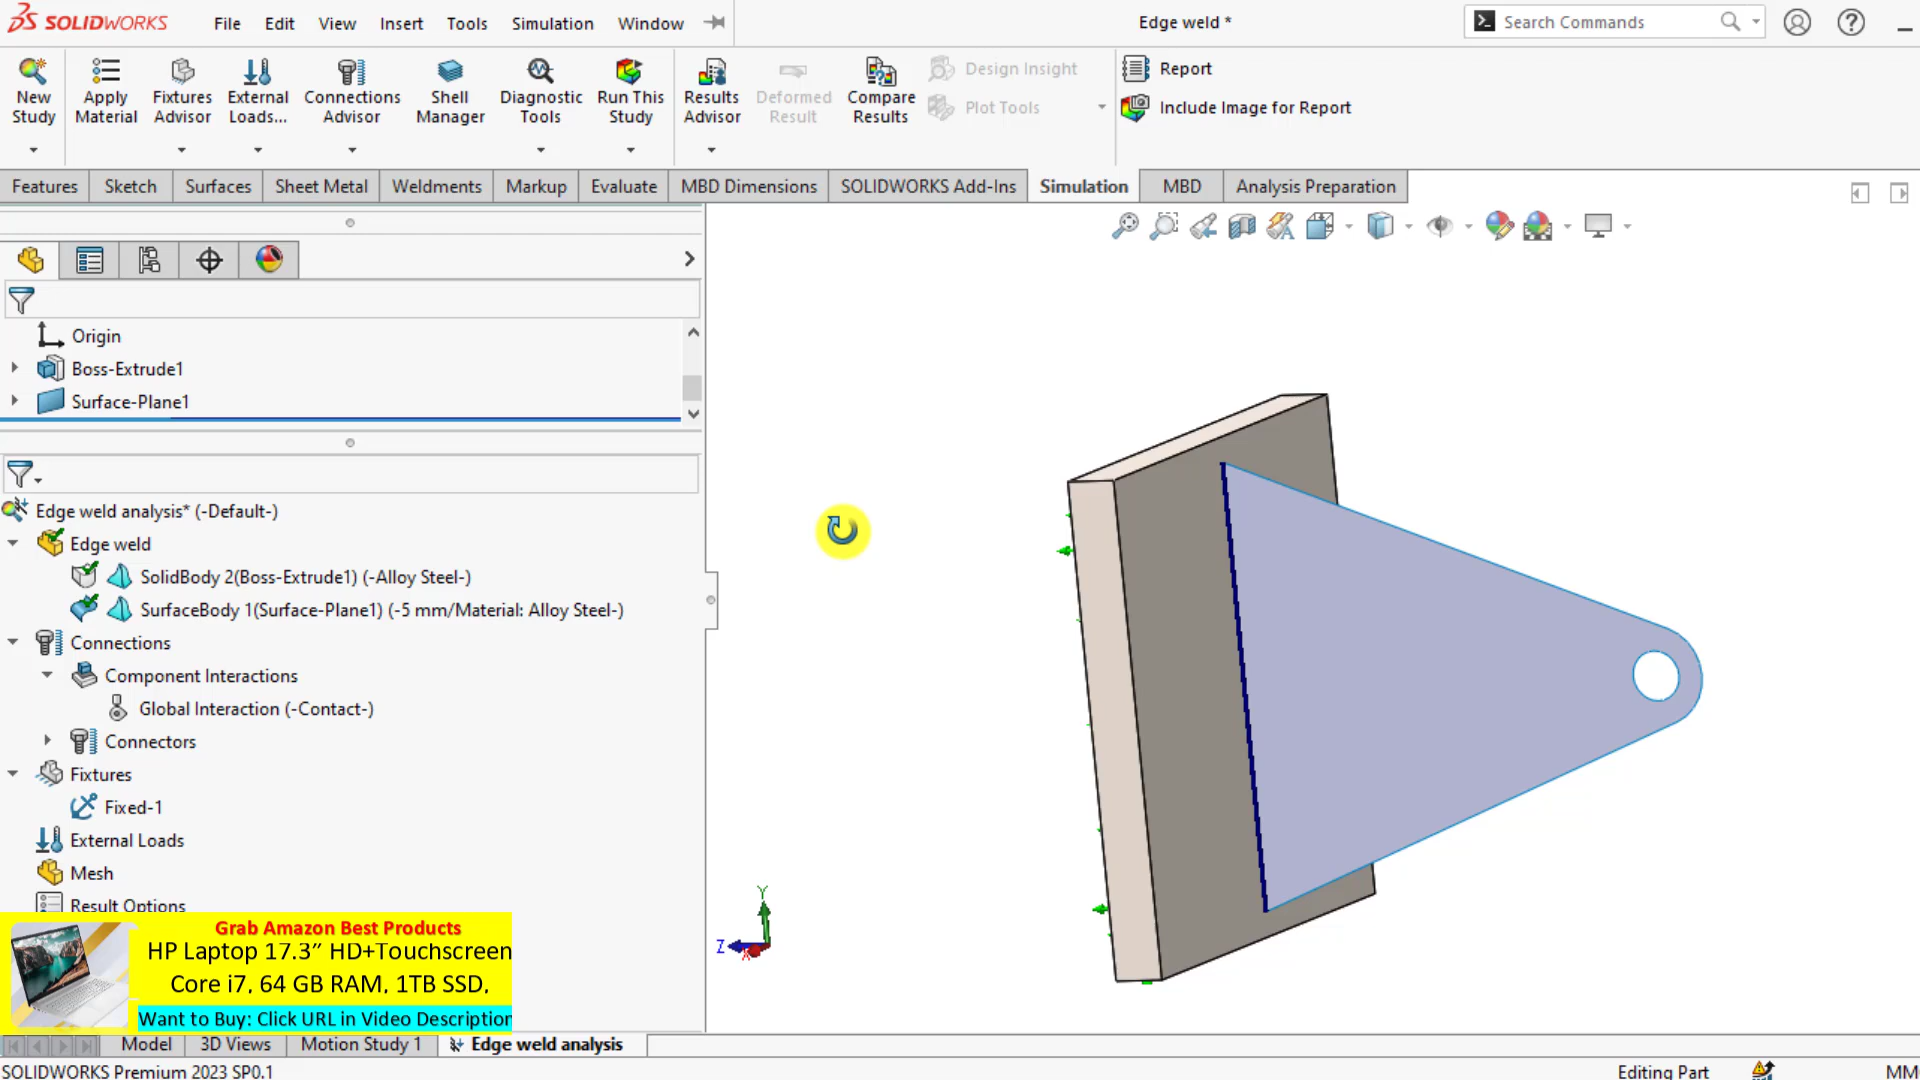 SOLIDWORKS
File Edit View Insert Tools Simulation Window
Edge weld *
Search Commands
New Study
Apply Material
Fixtures Advisor
External Loads...
Connections Advisor
Shell Manager
Diagnostic Tools
Run This Study
Results Advisor
Deformed Result
Compare Results
Design Insight
Plot Tools
Report
Include Image for Report
Features Sketch Surfaces Sheet Metal Weldments Markup Evaluate MBD Dimensions SOLIDWORKS Add-Ins Simulation MBD Analysis Preparation
Origin
Boss-Extrude1
Surface-Plane1
Edge weld analysis* (-Default-)
Edge weld
SolidBody 2(Boss-Extrude1) (-Alloy Steel-)
SurfaceBody 1(Surface-Plane1) (-5 mm/Material: Alloy Steel-)
Connections
Component Interactions
Global Interaction (-Contact-)
Connectors
Fixtures
Fixed-1
External Loads
Mesh
Result Options
Y
Z
X
Grab Amazon Best Products
HP Laptop 17.3” HD+Touchscreen
Core i7, 64 GB RAM, 1TB SSD,
Want to Buy: Click URL in Video Description
Model 3D Views Motion Study 1 Edge weld analysis
SOLIDWORKS Premium 2023 SP0.1
Editing Part
MM